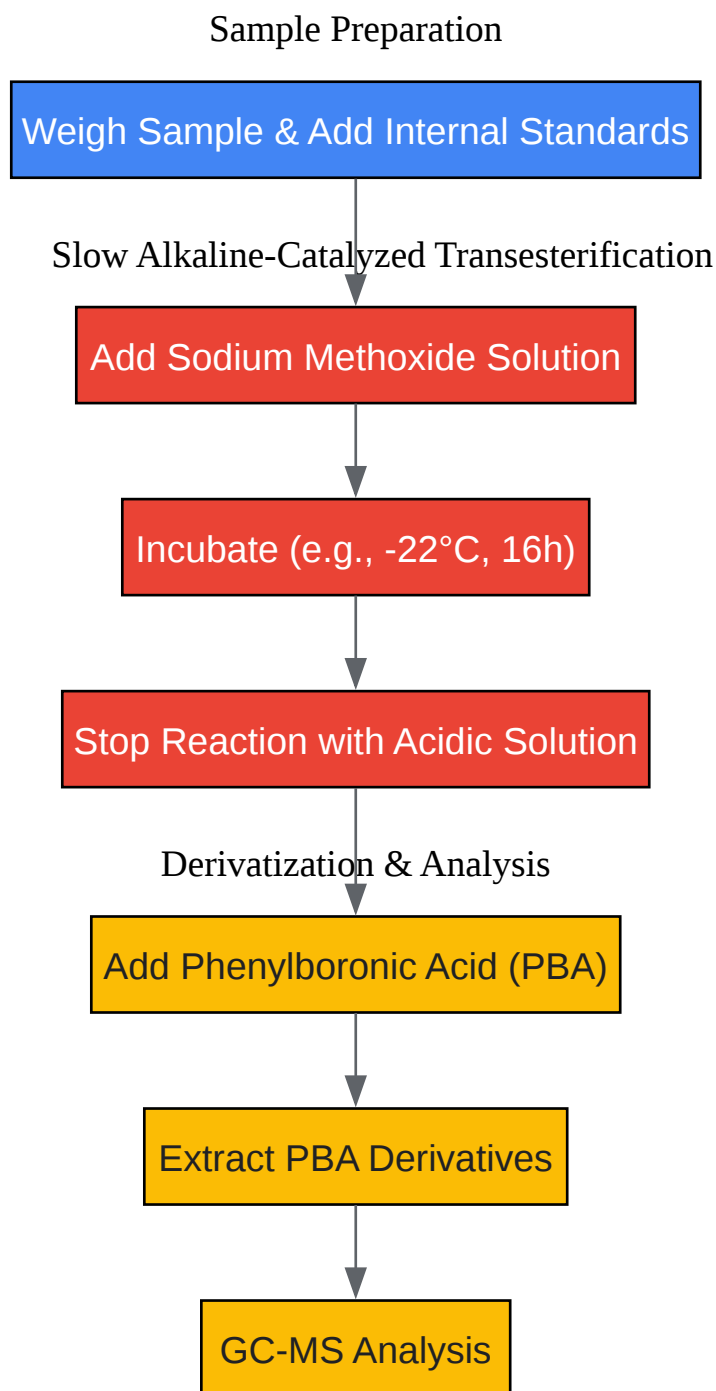 Sample Preparation
Weigh Sample & Add Internal Standards
Slow Alkaline-Catalyzed Transesterification
Add Sodium Methoxide Solution
Incubate (e.g., -22°C, 16h)
Stop Reaction with Acidic Solution
Derivatization & Analysis
Add Phenylboronic Acid (PBA)
Extract PBA Derivatives
GC-MS Analysis